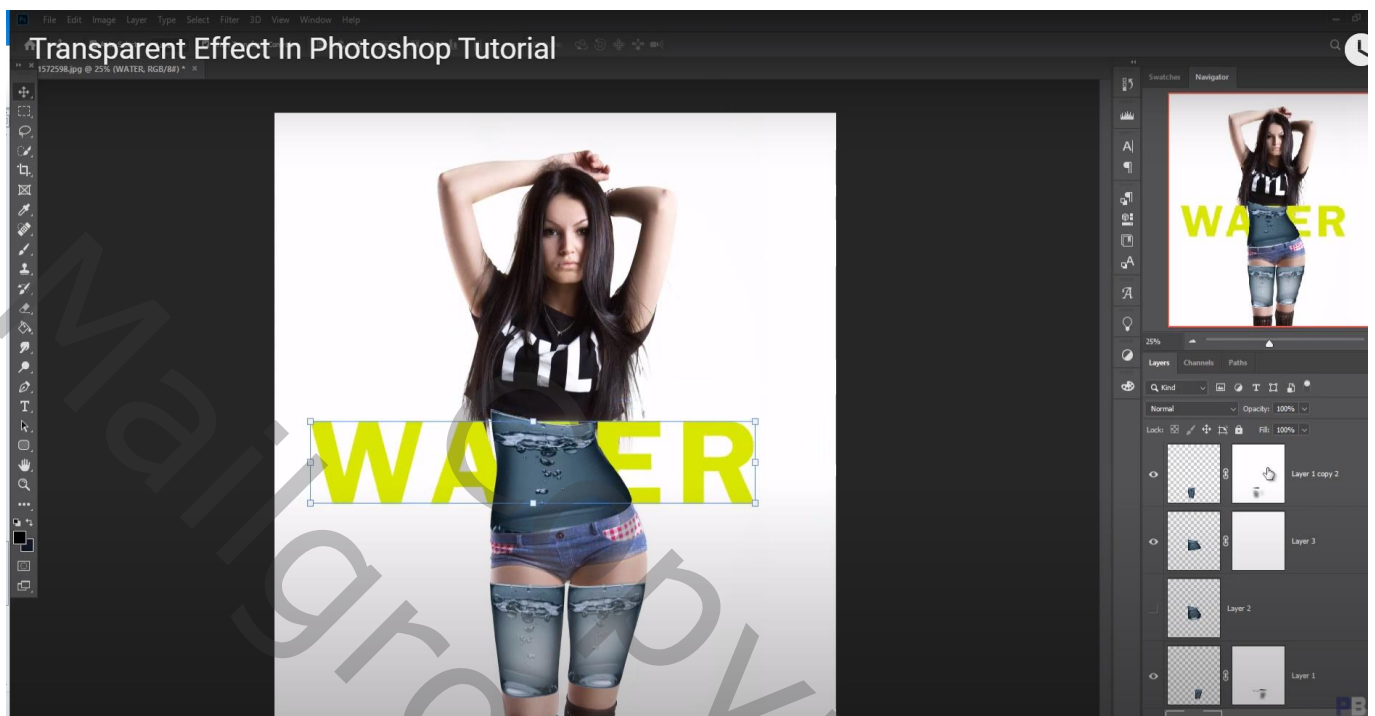 File Edit Image Layer Type Select Filter 3D View Window Help
Transparent Effect In Photoshop Tutorial
1572598.jpg @ 25% (WATER, RGB/8#) *
Swatches Navigator
WATER
25%
Layers Channels Paths
Kind
Normal Opacity: 100%
Lock: Fill: 100%
Layer 1 copy 2
Layer 3
Layer 2
Layer 1
PB